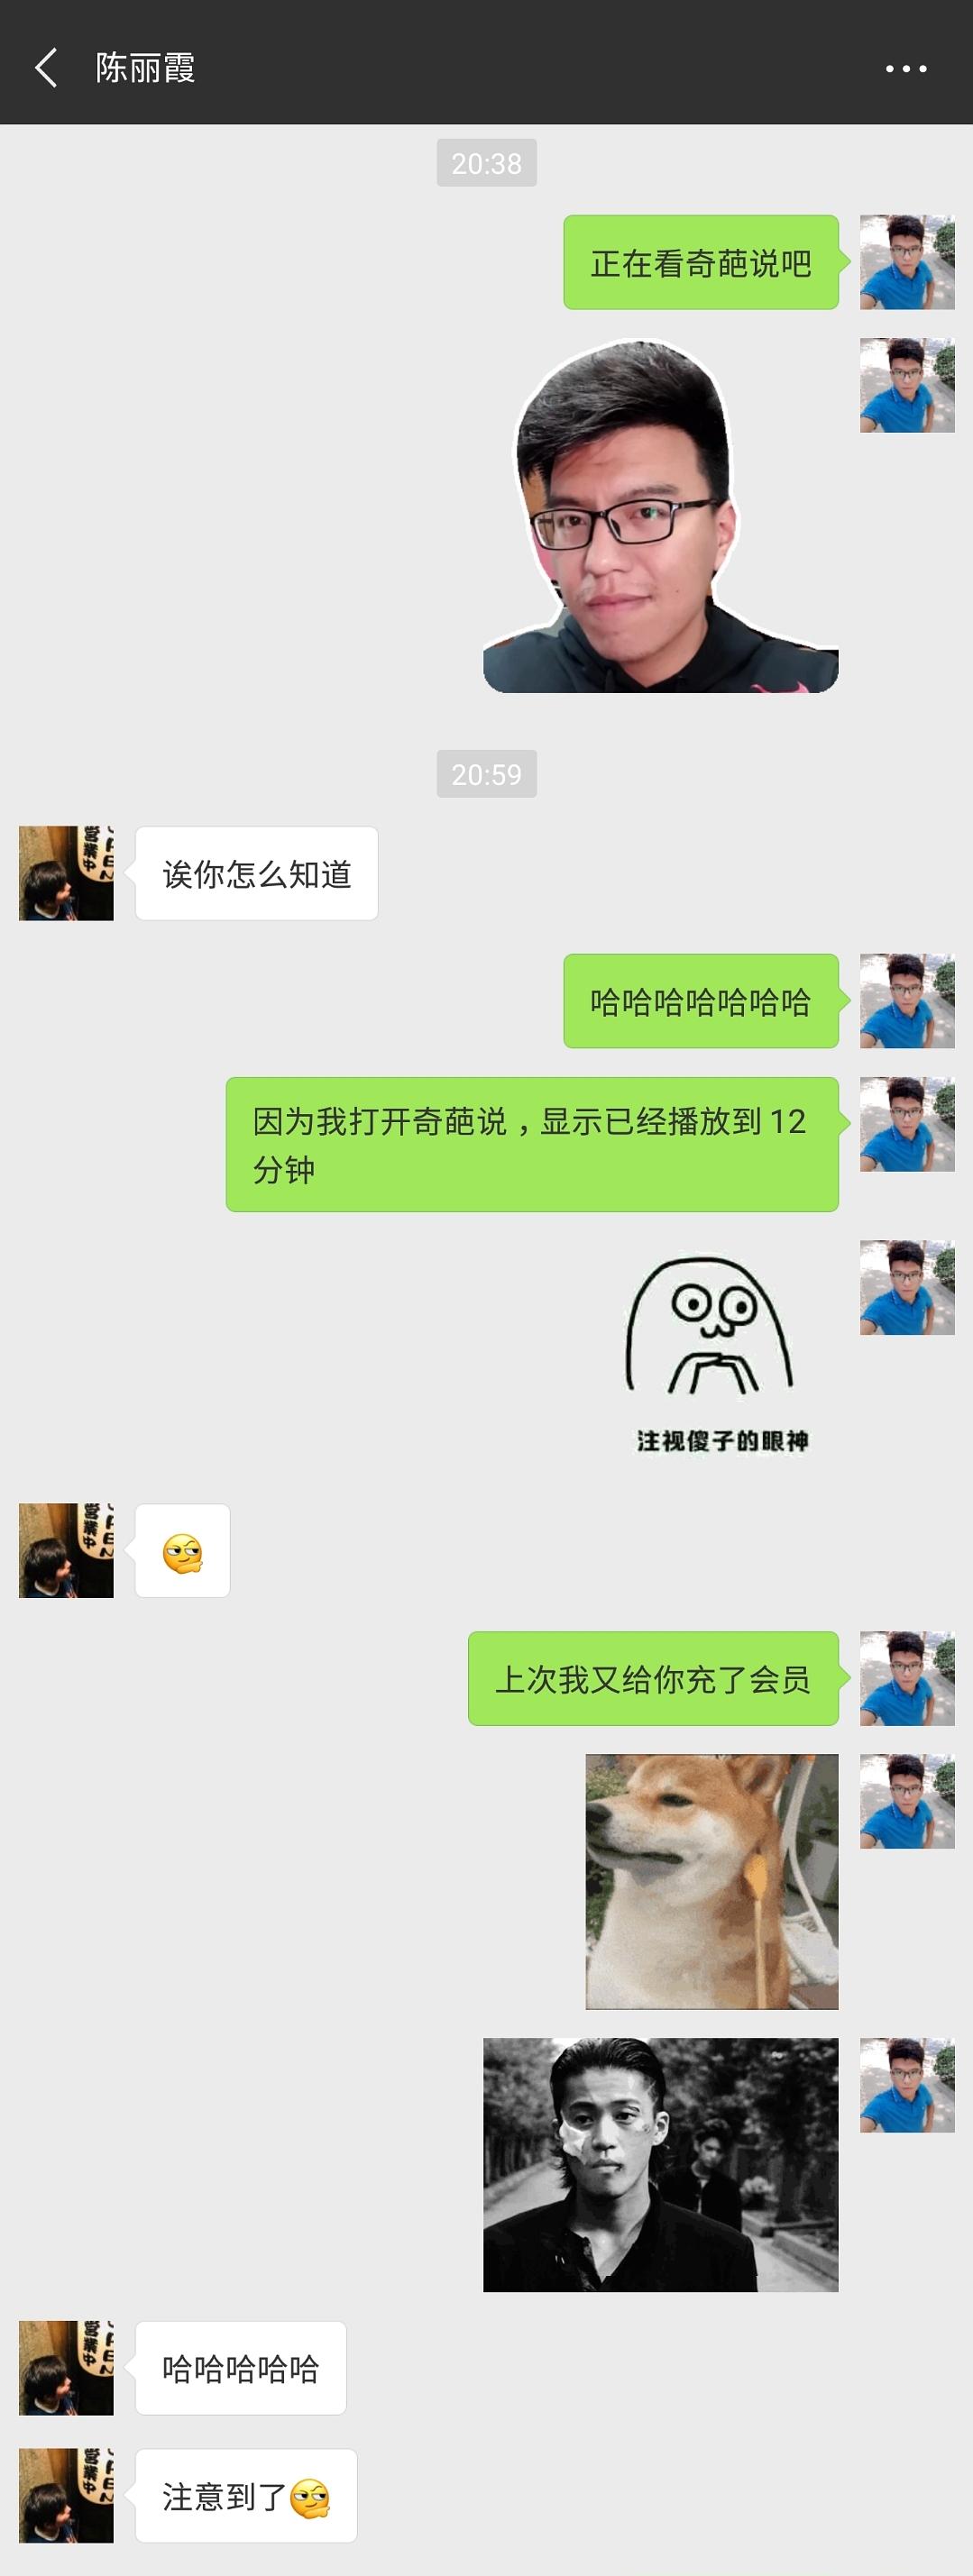 陈丽霞
20:38
正在看奇葩说吧
20:59
诶你怎么知道
哈哈哈哈哈哈哈
因为我打开奇葩说，显示已经播放到 12
分钟
注视傻子的眼神
上次我又给你充了会员
哈哈哈哈哈
注意到了